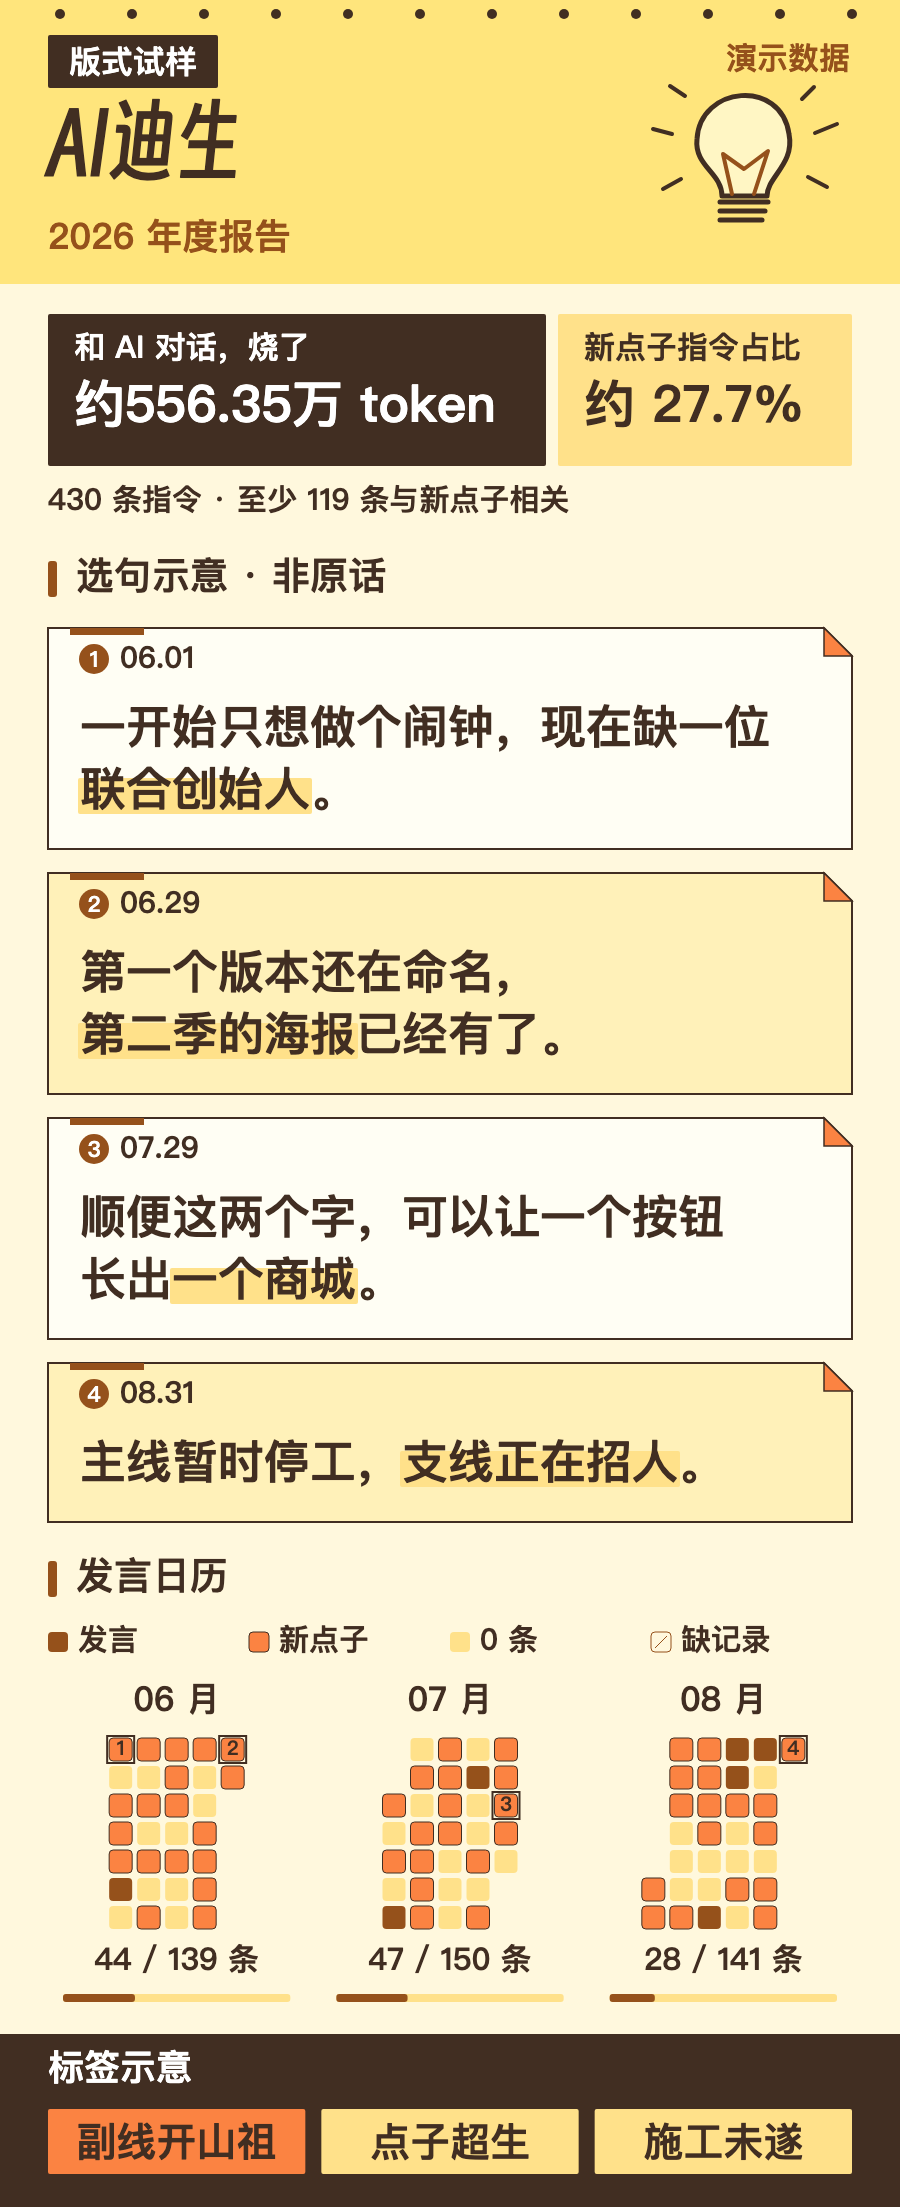 版式试样
演示数据
AI迪生
2026 年度报告
和 AI 对话，烧了
约556.35万 token
新点子指令占比
约 27.7%
430 条指令 · 至少 119 条与新点子相关
选句示意 · 非原话
1 06.01
一开始只想做个闹钟，现在缺一位
联合创始人。
2 06.29
第一个版本还在命名，
第二季的海报已经有了。
3 07.29
顺便这两个字，可以让一个按钮
长出一个商城。
4 08.31
主线暂时停工，支线正在招人。
发言日历
发言 新点子 0 条 缺记录
06 月 07 月 08 月
1 2 4
3
44 / 139 条 47 / 150 条 28 / 141 条
标签示意
副线开山祖 点子超生 施工未遂